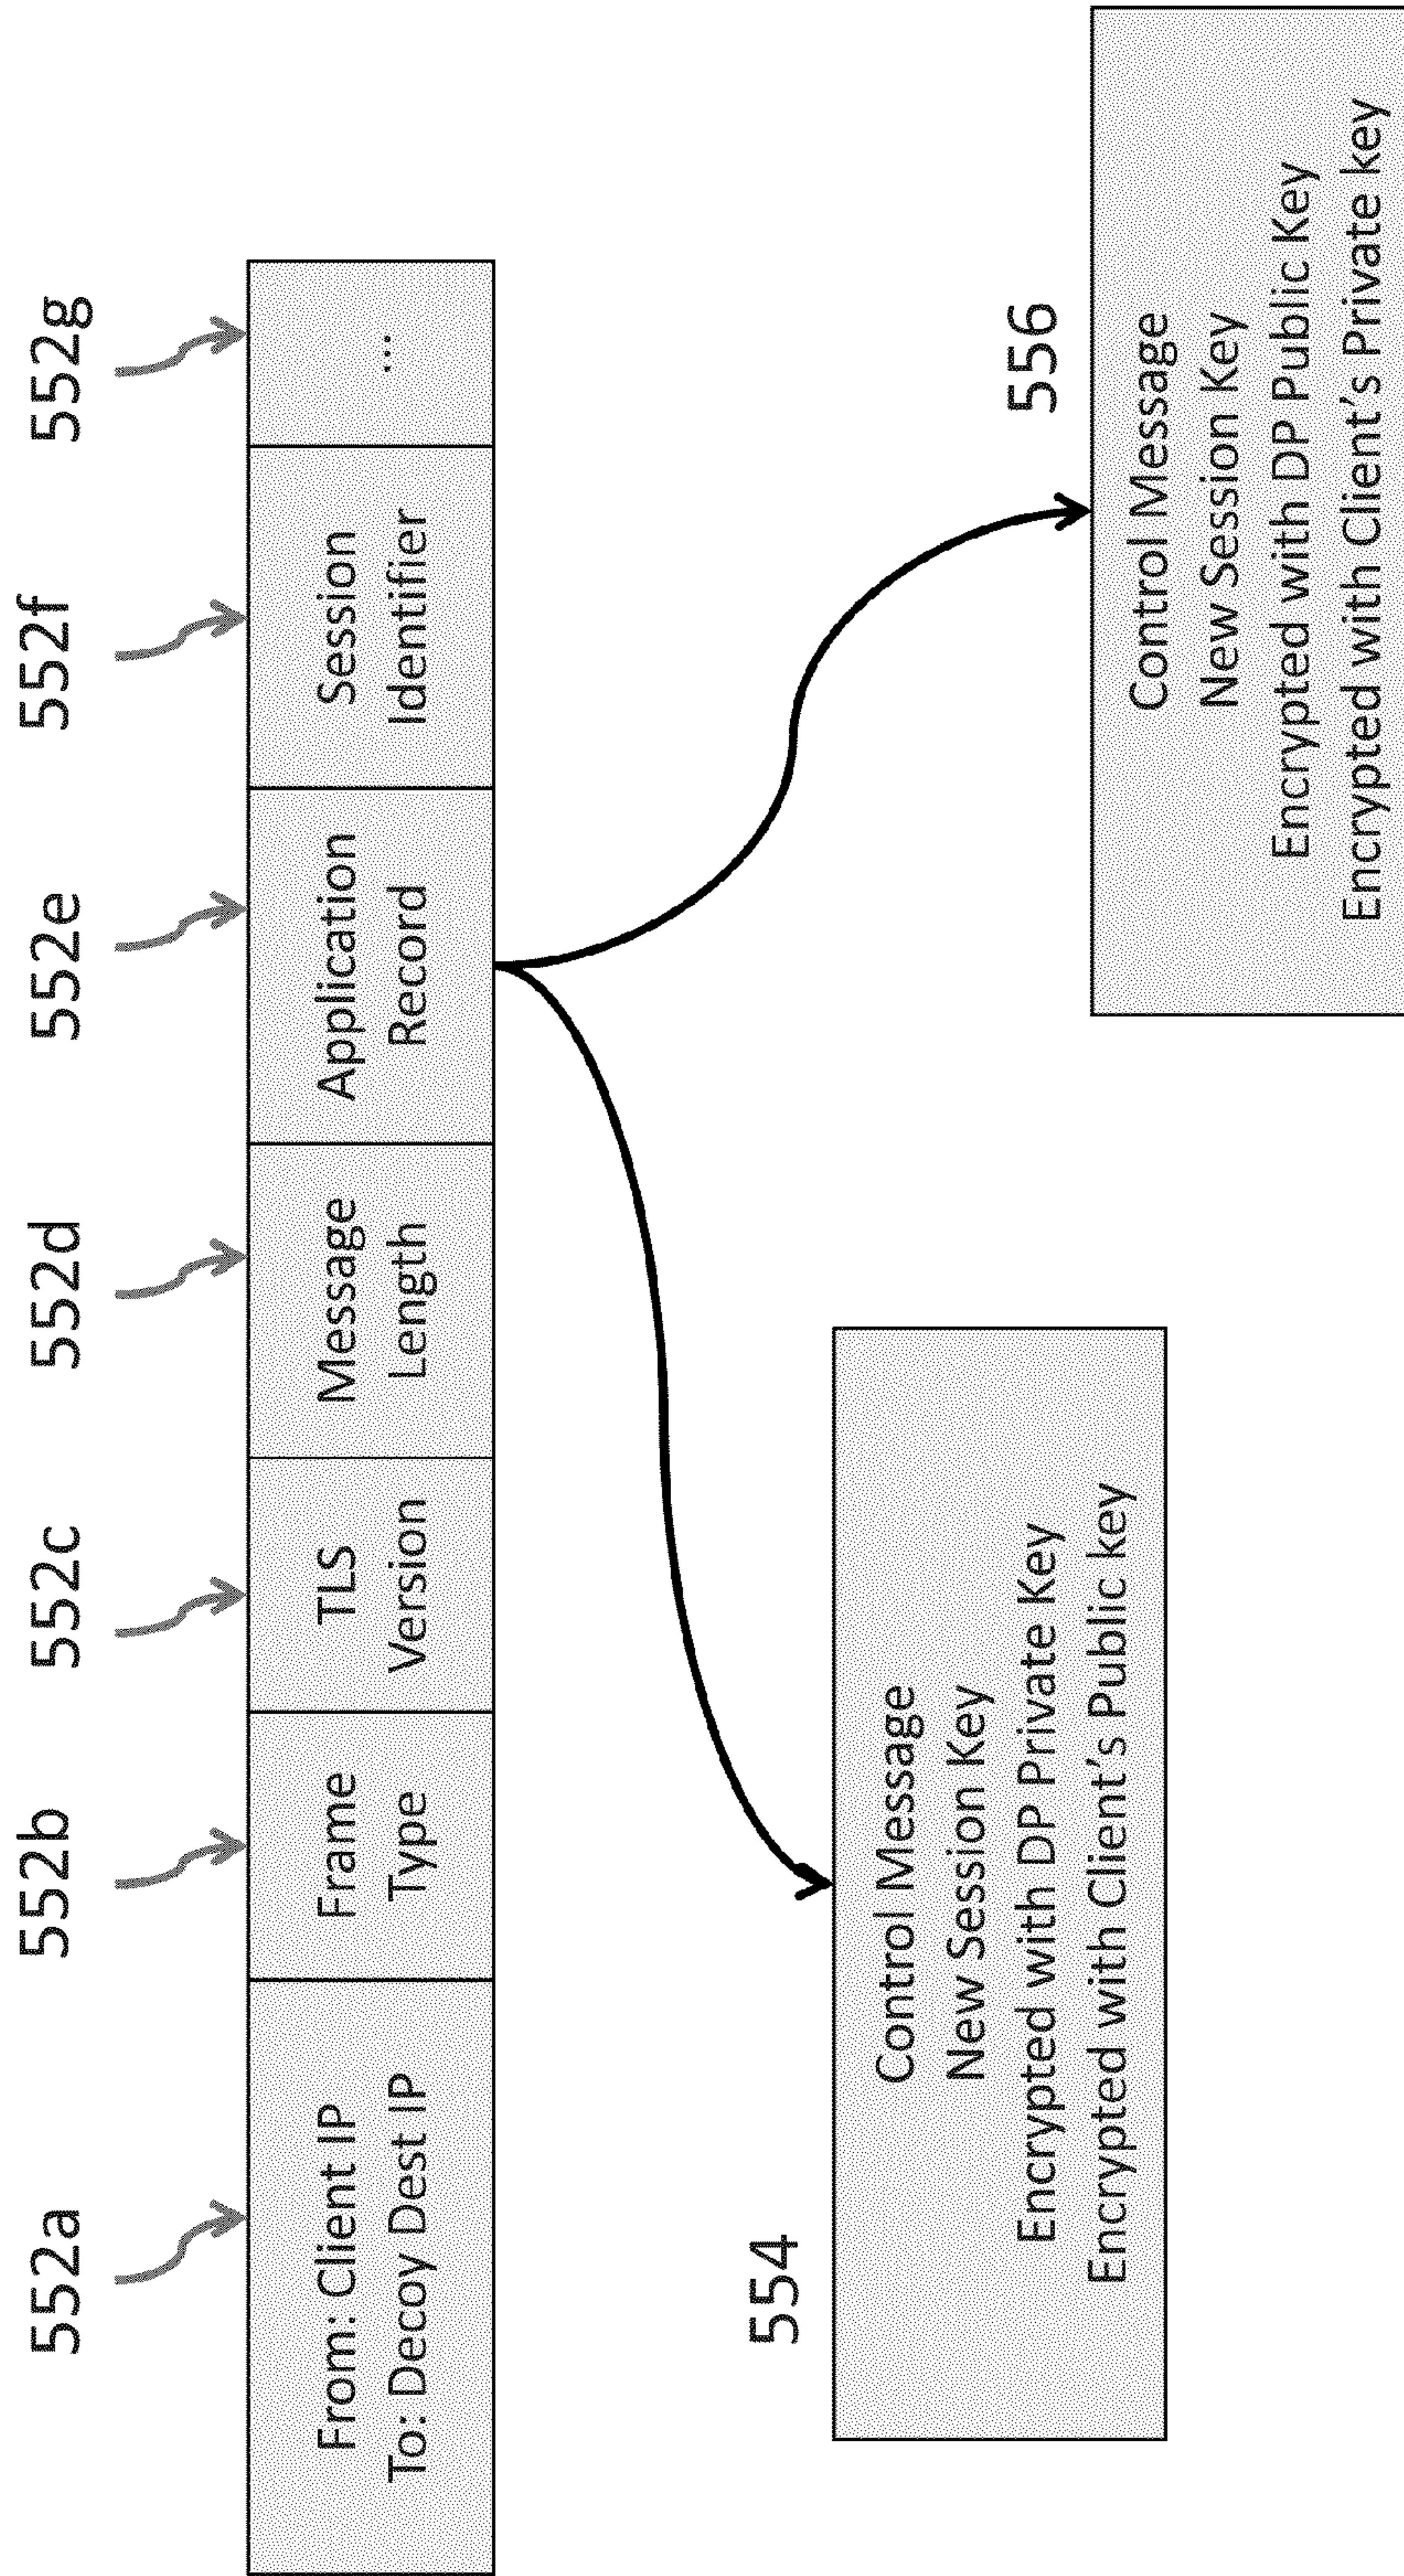 552a
552b
552c
552d
552e
552f
552g
From: Client IP
To: Decoy Dest IP
Frame
Type
TLS
Version
Message
Length
Application
Record
Session
Identifier
...
554
Control Message
New Session Key
Encrypted with DP Private Key
Encrypted with Client's Public key
556
Control Message
New Session Key
Encrypted with DP Public Key
Encrypted with Client's Private key